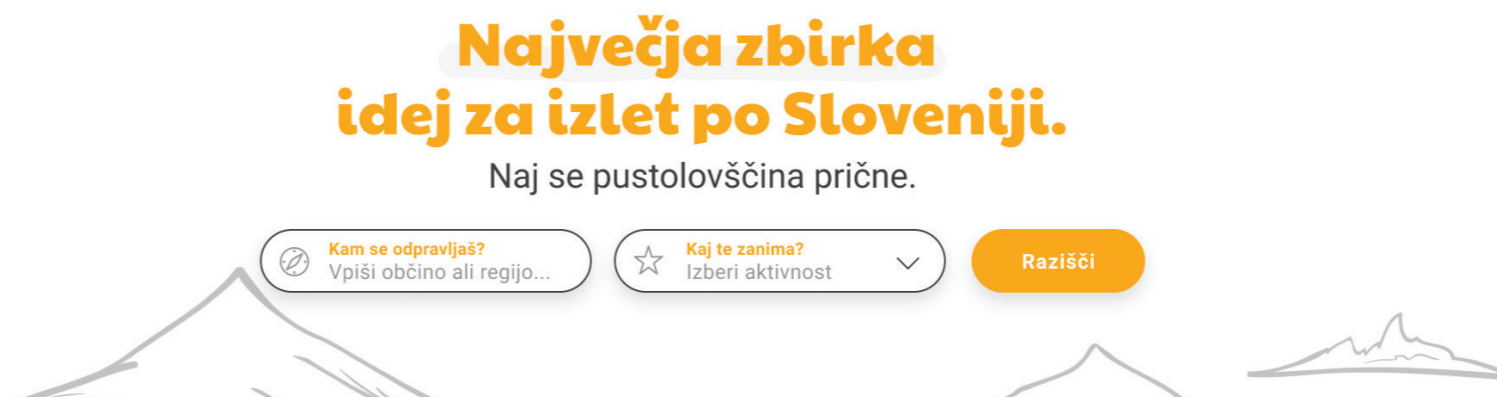 Največja zbirka
idej za izlet po Sloveniji.
Naj se pustolovščina prične.
Kam se odpravljaš?
Vpiši občino ali regijo...
Kaj te zanima?
Izberi aktivnost
Razišči